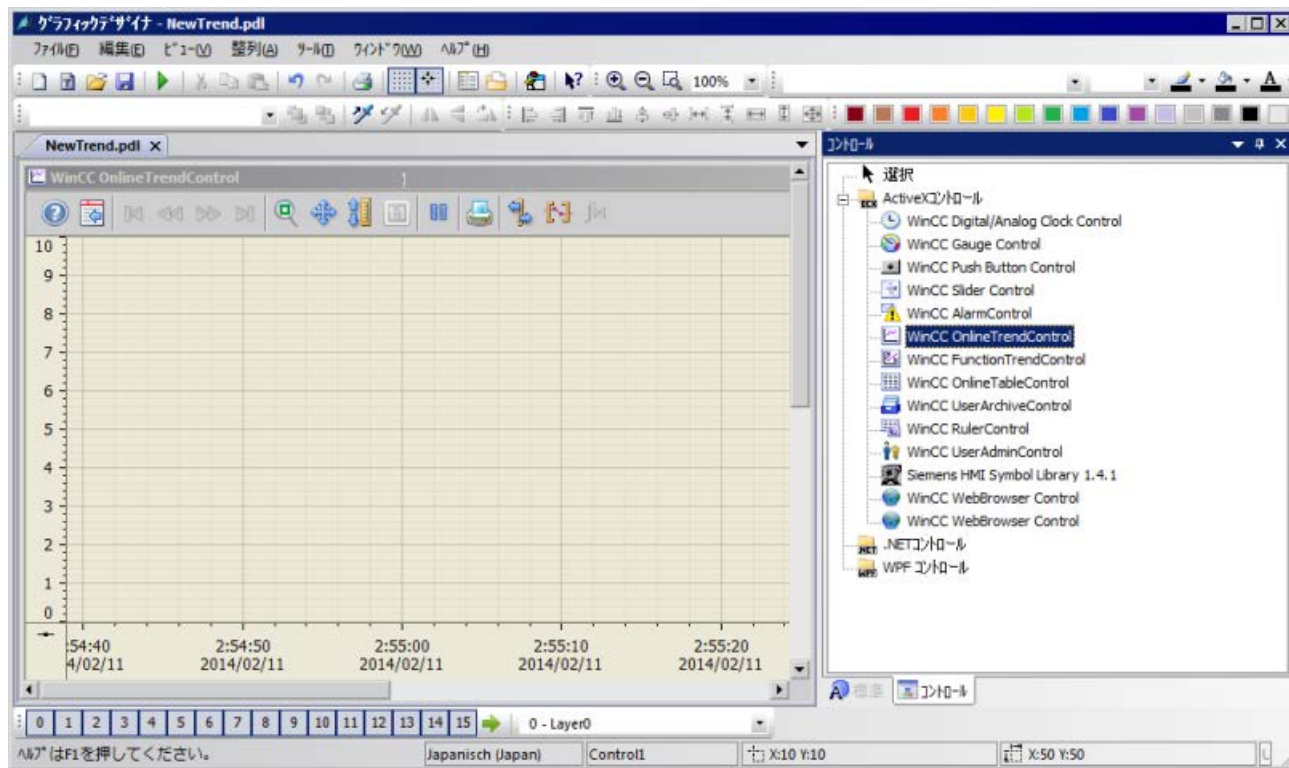 グラフィックデザイナ - NewTrend.pdl
ファイル(F) 編集(E) ビュー(V) 整列(A) ツール(T) ウィンドウ(W) ヘルプ(H)
100%
NewTrend.pdl
コントロール
WinCC OnlineTrendControl
選択
ActiveXコントロール
WinCC Digital/Analog Clock Control
WinCC Gauge Control
WinCC Push Button Control
WinCC Slider Control
WinCC AlarmControl
WinCC OnlineTrendControl
WinCC FunctionTrendControl
WinCC OnlineTableControl
WinCC UserArchiveControl
WinCC RulerControl
WinCC UserAdminControl
Siemens HMI Symbol Library 1.4.1
WinCC WebBrowser Control
WinCC WebBrowser Control
.NETコントロール
WPF コントロール
10
9
8
7
6
5
4
3
2
1
0
:54:40 2:54:50 2:55:00 2:55:10 2:55:20
4/02/11 2014/02/11 2014/02/11 2014/02/11 2014/02/11
標準 コントロール
0 1 2 3 4 5 6 7 8 9 10 11 12 13 14 15 0 - Layer0
ヘルプはF1を押してください。 Japanisch (Japan) Control1 X:10 Y:10 X:50 Y:50